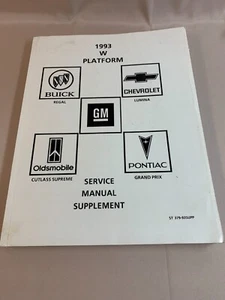 1993
W
PLATFORM
BUICK
REGAL
CHEVROLET
LUMINA
GM
Oldsmobile
CUTLASS SUPREME
PONTIAC
GRAND PRIX
SERVICE
MANUAL
SUPPLEMENT